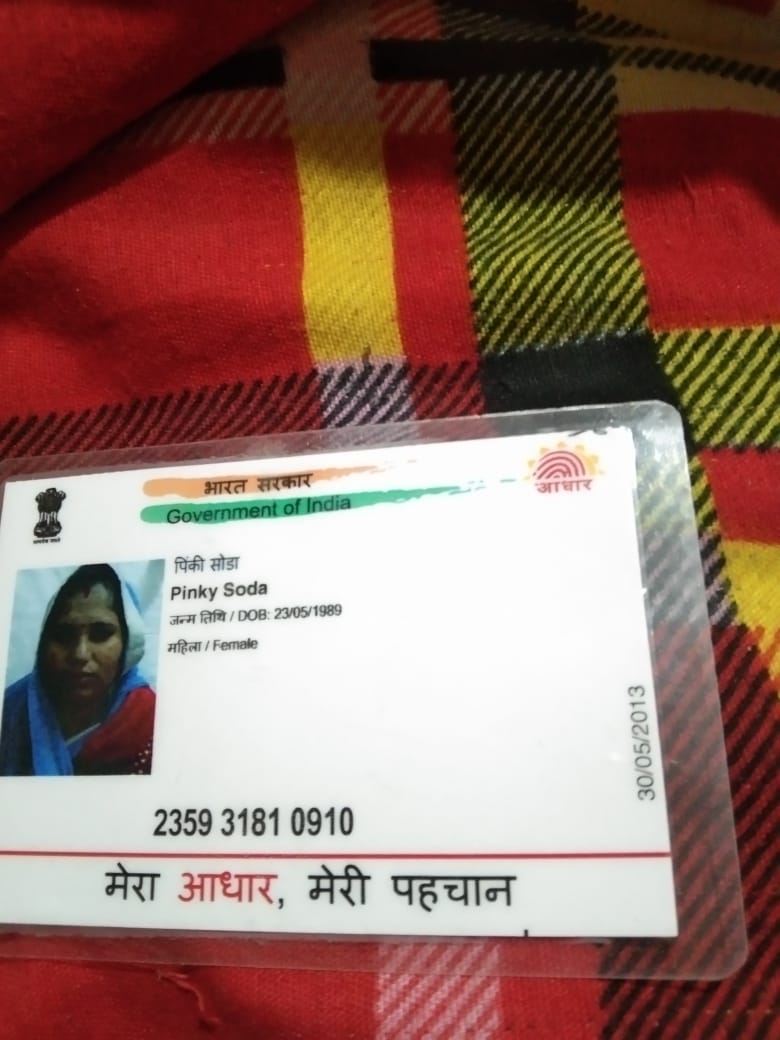 भारत सरकार
Government of India
आधार
पिंकी सोडा
Pinky Soda
जन्म तिथि / DOB: 23/05/1989
महिला / Female
30/05/2013
2359 3181 0910
मेरा आधार, मेरी पहचान